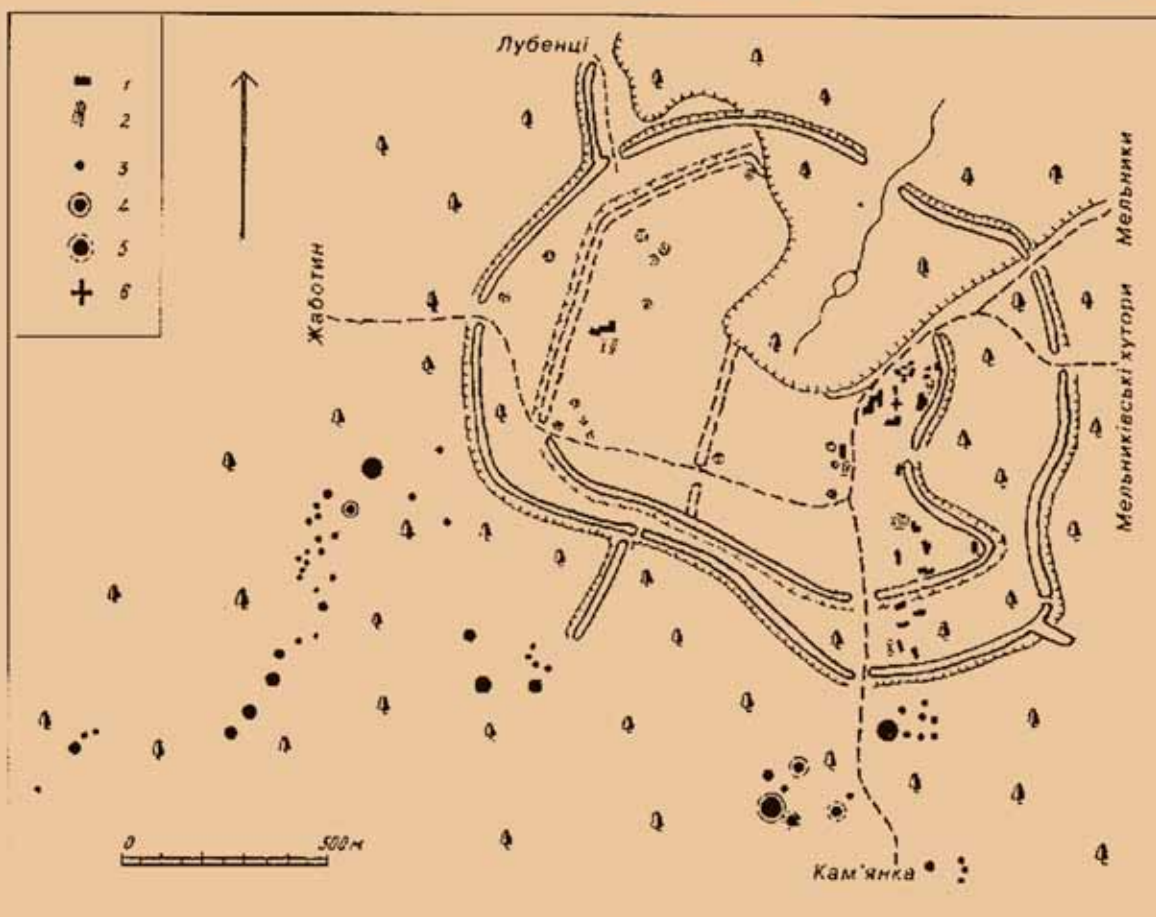 Лубенці
1
2
3
4
5
6
Жаботин
Мельники
Мельниківські хутори
0 500 м
Кам'янка